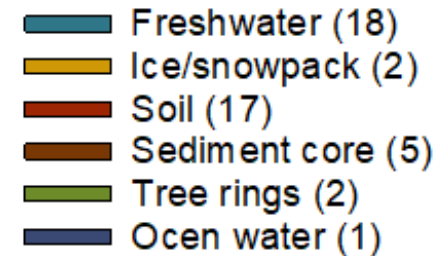 Freshwater (18)
Ice/snowpack (2)
Soil (17)
Sediment core (5)
Tree rings (2)
Ocen water (1)